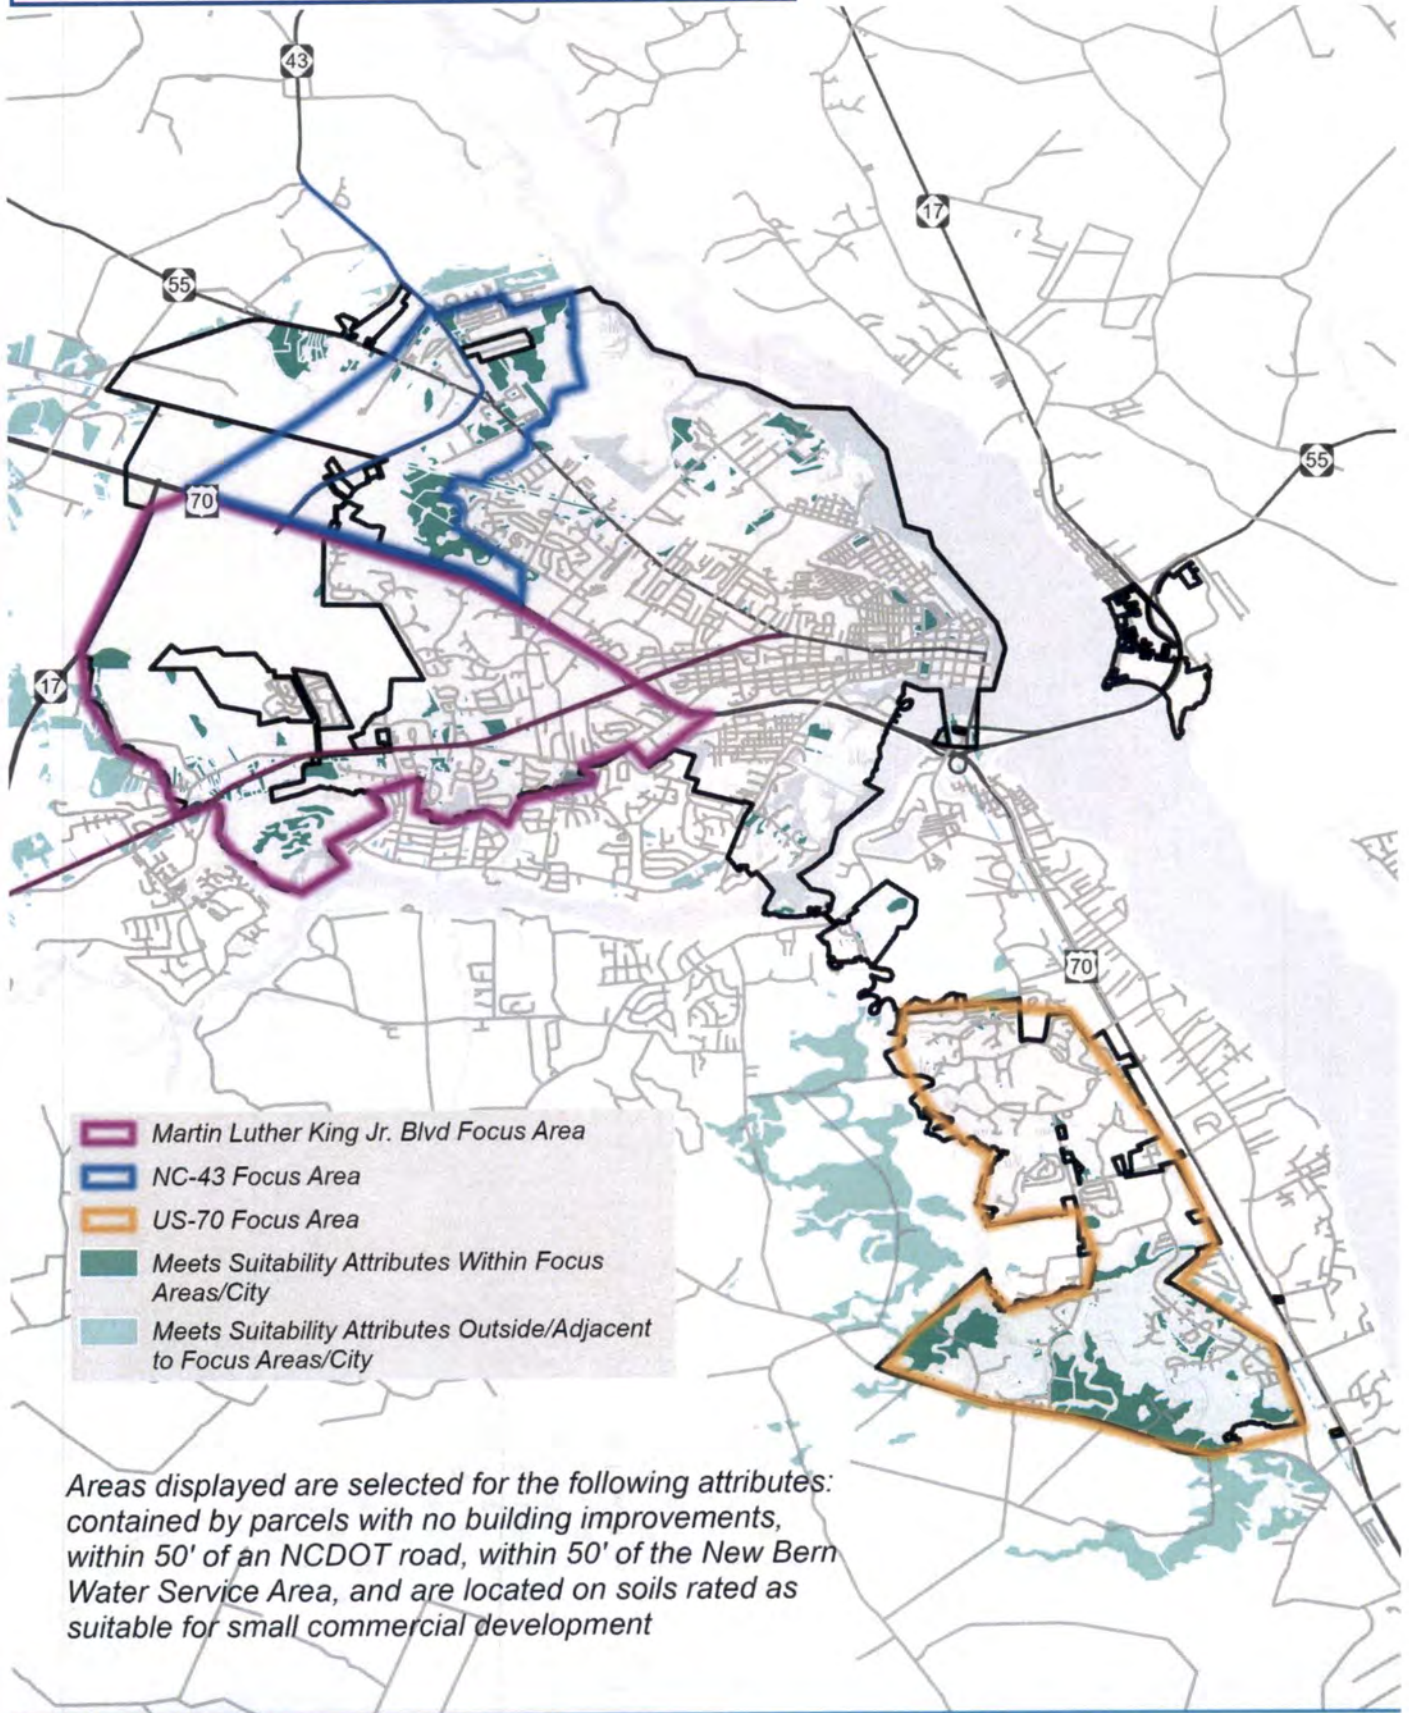 43
17
55
55
70
17
70
Martin Luther King Jr. Blvd Focus Area
NC-43 Focus Area
US-70 Focus Area
Meets Suitability Attributes Within Focus
Areas/City
Meets Suitability Attributes Outside/Adjacent
to Focus Areas/City
Areas displayed are selected for the following attributes:
contained by parcels with no building improvements,
within 50' of an NCDOT road, within 50' of the New Bern
Water Service Area, and are located on soils rated as
suitable for small commercial development